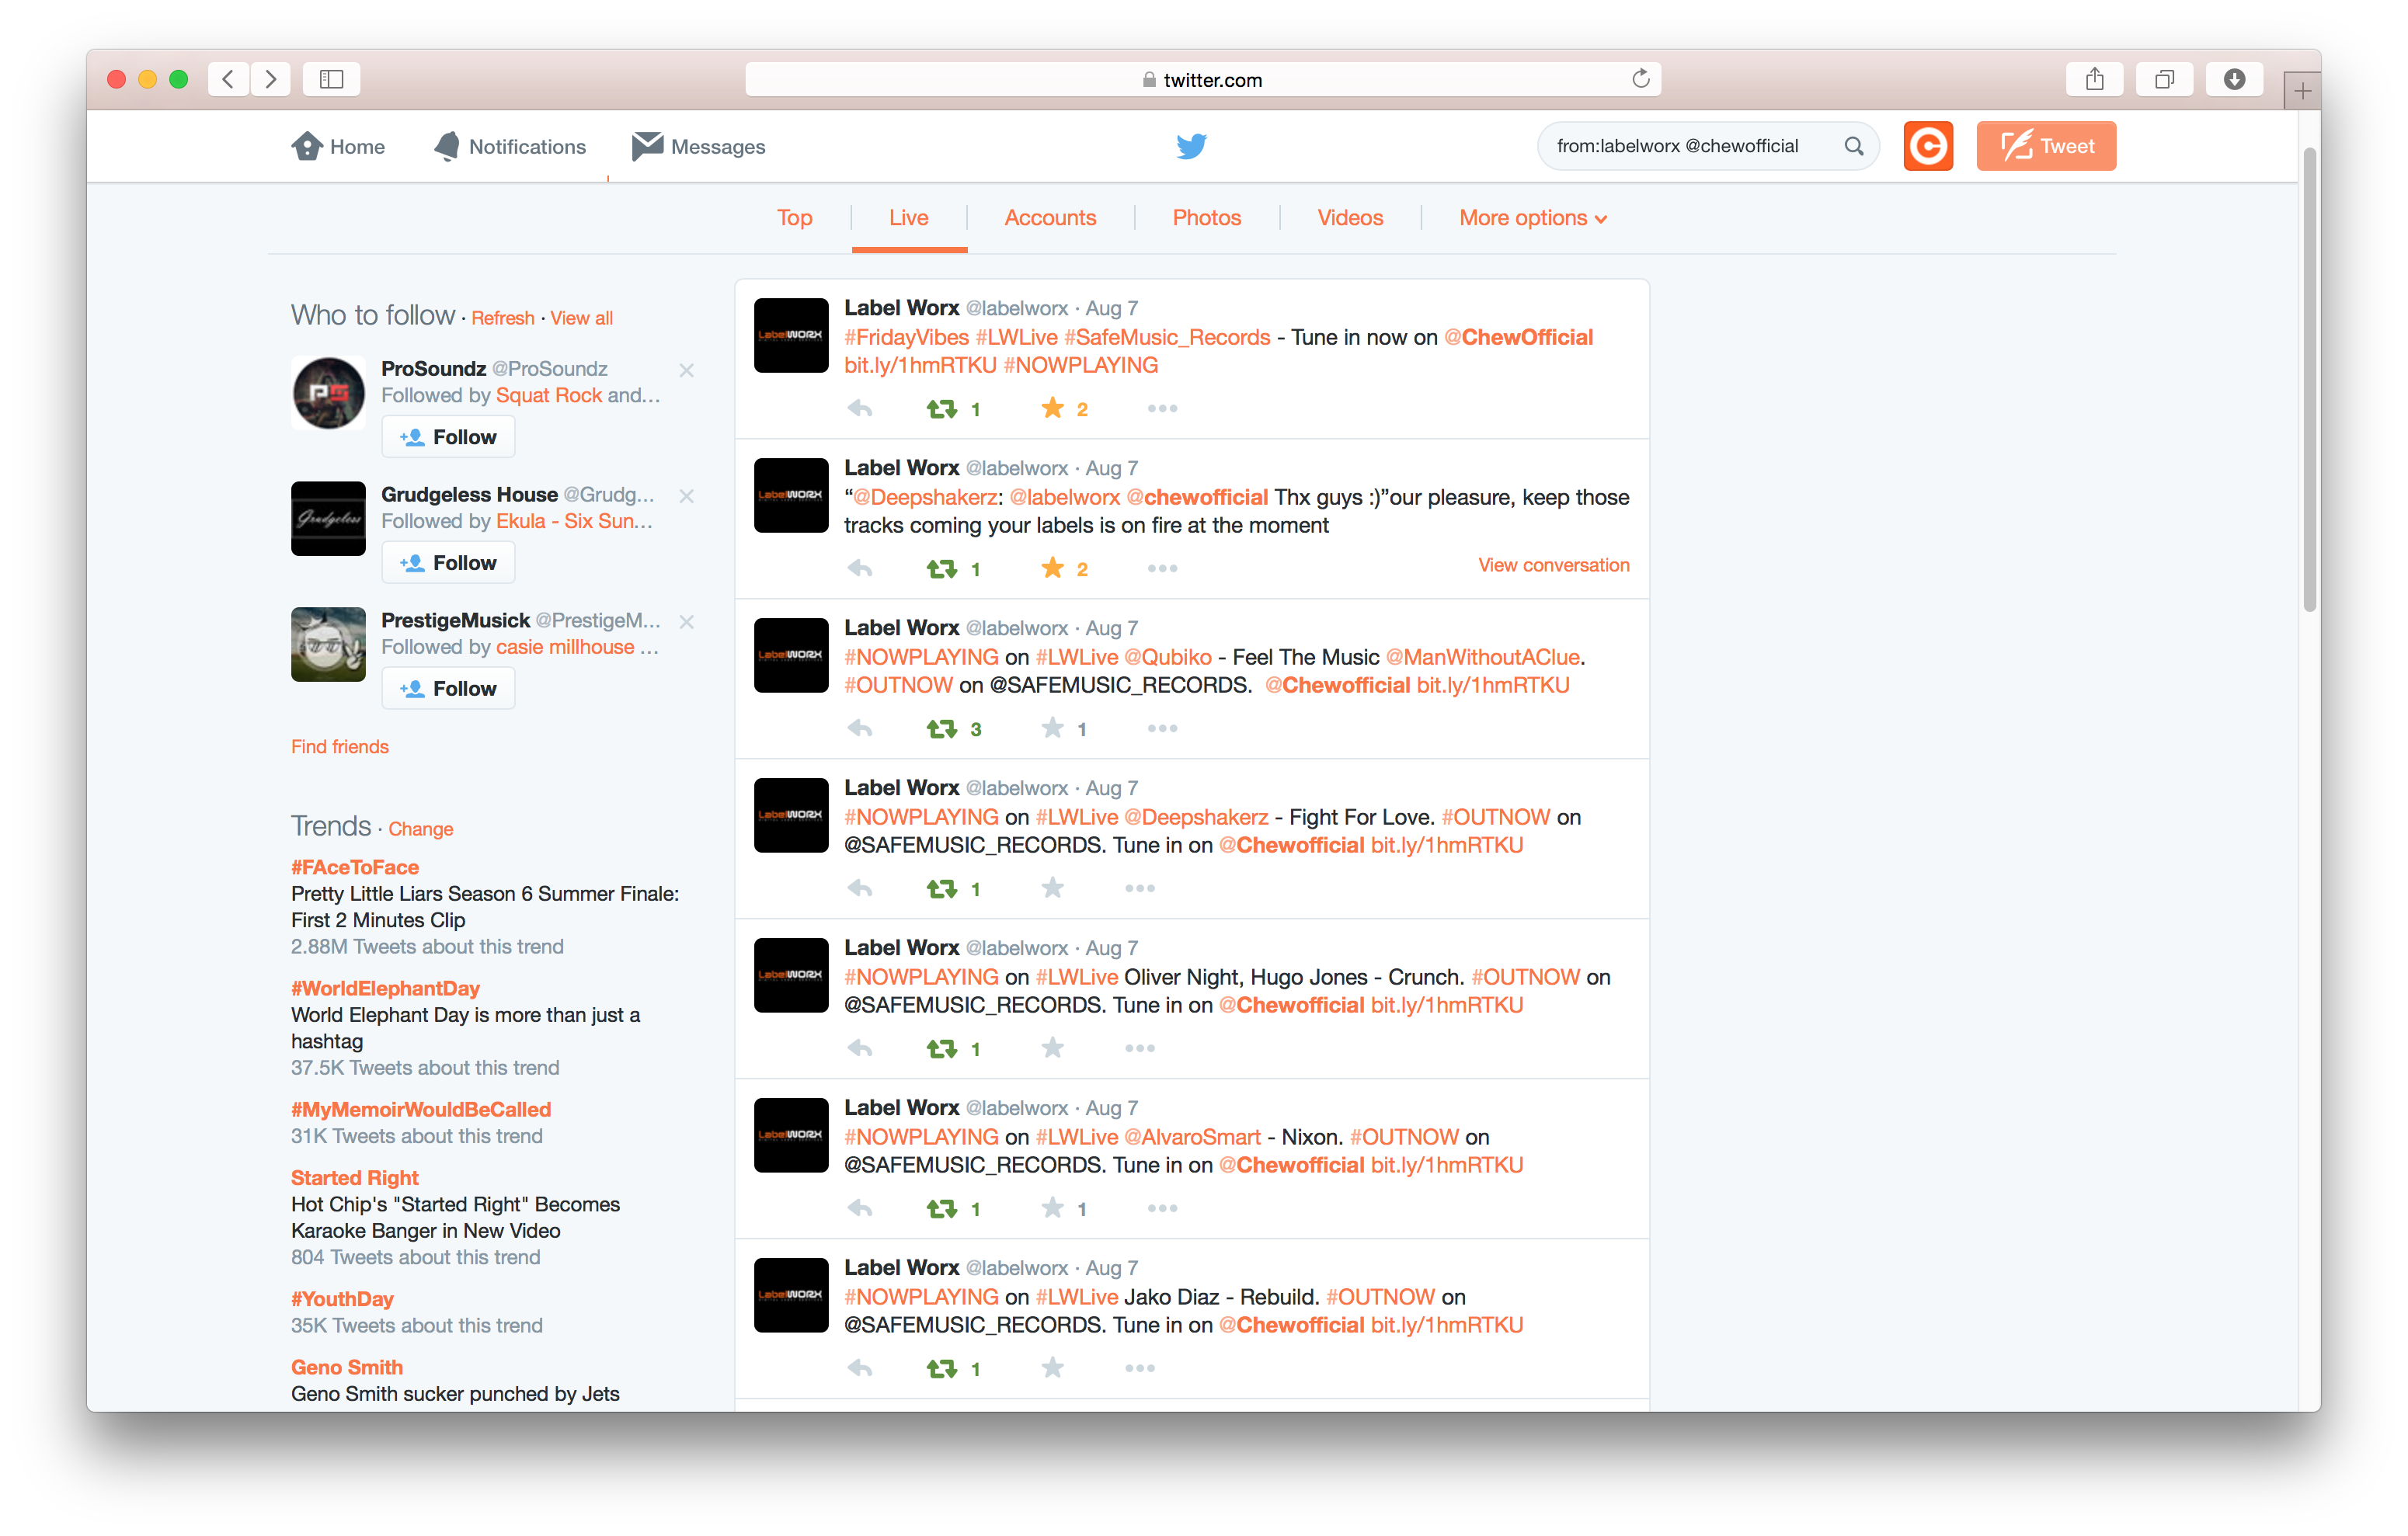 twitter.com
Home
Notifications
Messages
from:labelworx @chewofficial
Tweet
Top
Live
Accounts
Photos
Videos
More options
Who to follow · Refresh · View all
ProSoundz @ProSoundz
Followed by Squat Rock and...
Follow
Grudgeless House @Grudg...
Followed by Ekula - Six Sun...
Follow
PrestigeMusick @PrestigeM...
Followed by casie millhouse ...
Follow
Find friends
Trends · Change
#FAceToFace
Pretty Little Liars Season 6 Summer Finale:
First 2 Minutes Clip
2.88M Tweets about this trend
#WorldElephantDay
World Elephant Day is more than just a
hashtag
37.5K Tweets about this trend
#MyMemoirWouldBeCalled
31K Tweets about this trend
Started Right
Hot Chip's "Started Right" Becomes
Karaoke Banger in New Video
804 Tweets about this trend
#YouthDay
35K Tweets about this trend
Geno Smith
Geno Smith sucker punched by Jets
Label Worx @labelworx · Aug 7
#FridayVibes #LWLive #SafeMusic_Records - Tune in now on @ChewOfficial
bit.ly/1hmRTKU #NOWPLAYING
1 2
Label Worx @labelworx · Aug 7
“@Deepshakerz: @labelworx @chewofficial Thx guys :)”our pleasure, keep those
tracks coming your labels is on fire at the moment
1 2
View conversation
Label Worx @labelworx · Aug 7
#NOWPLAYING on #LWLive @Qubiko - Feel The Music @ManWithoutAClue.
#OUTNOW on @SAFEMUSIC_RECORDS. @Chewofficial bit.ly/1hmRTKU
3 1
Label Worx @labelworx · Aug 7
#NOWPLAYING on #LWLive @Deepshakerz - Fight For Love. #OUTNOW on
@SAFEMUSIC_RECORDS. Tune in on @Chewofficial bit.ly/1hmRTKU
1
Label Worx @labelworx · Aug 7
#NOWPLAYING on #LWLive Oliver Night, Hugo Jones - Crunch. #OUTNOW on
@SAFEMUSIC_RECORDS. Tune in on @Chewofficial bit.ly/1hmRTKU
1
Label Worx @labelworx · Aug 7
#NOWPLAYING on #LWLive @AlvaroSmart - Nixon. #OUTNOW on
@SAFEMUSIC_RECORDS. Tune in on @Chewofficial bit.ly/1hmRTKU
1 1
Label Worx @labelworx · Aug 7
#NOWPLAYING on #LWLive Jako Diaz - Rebuild. #OUTNOW on
@SAFEMUSIC_RECORDS. Tune in on @Chewofficial bit.ly/1hmRTKU
1